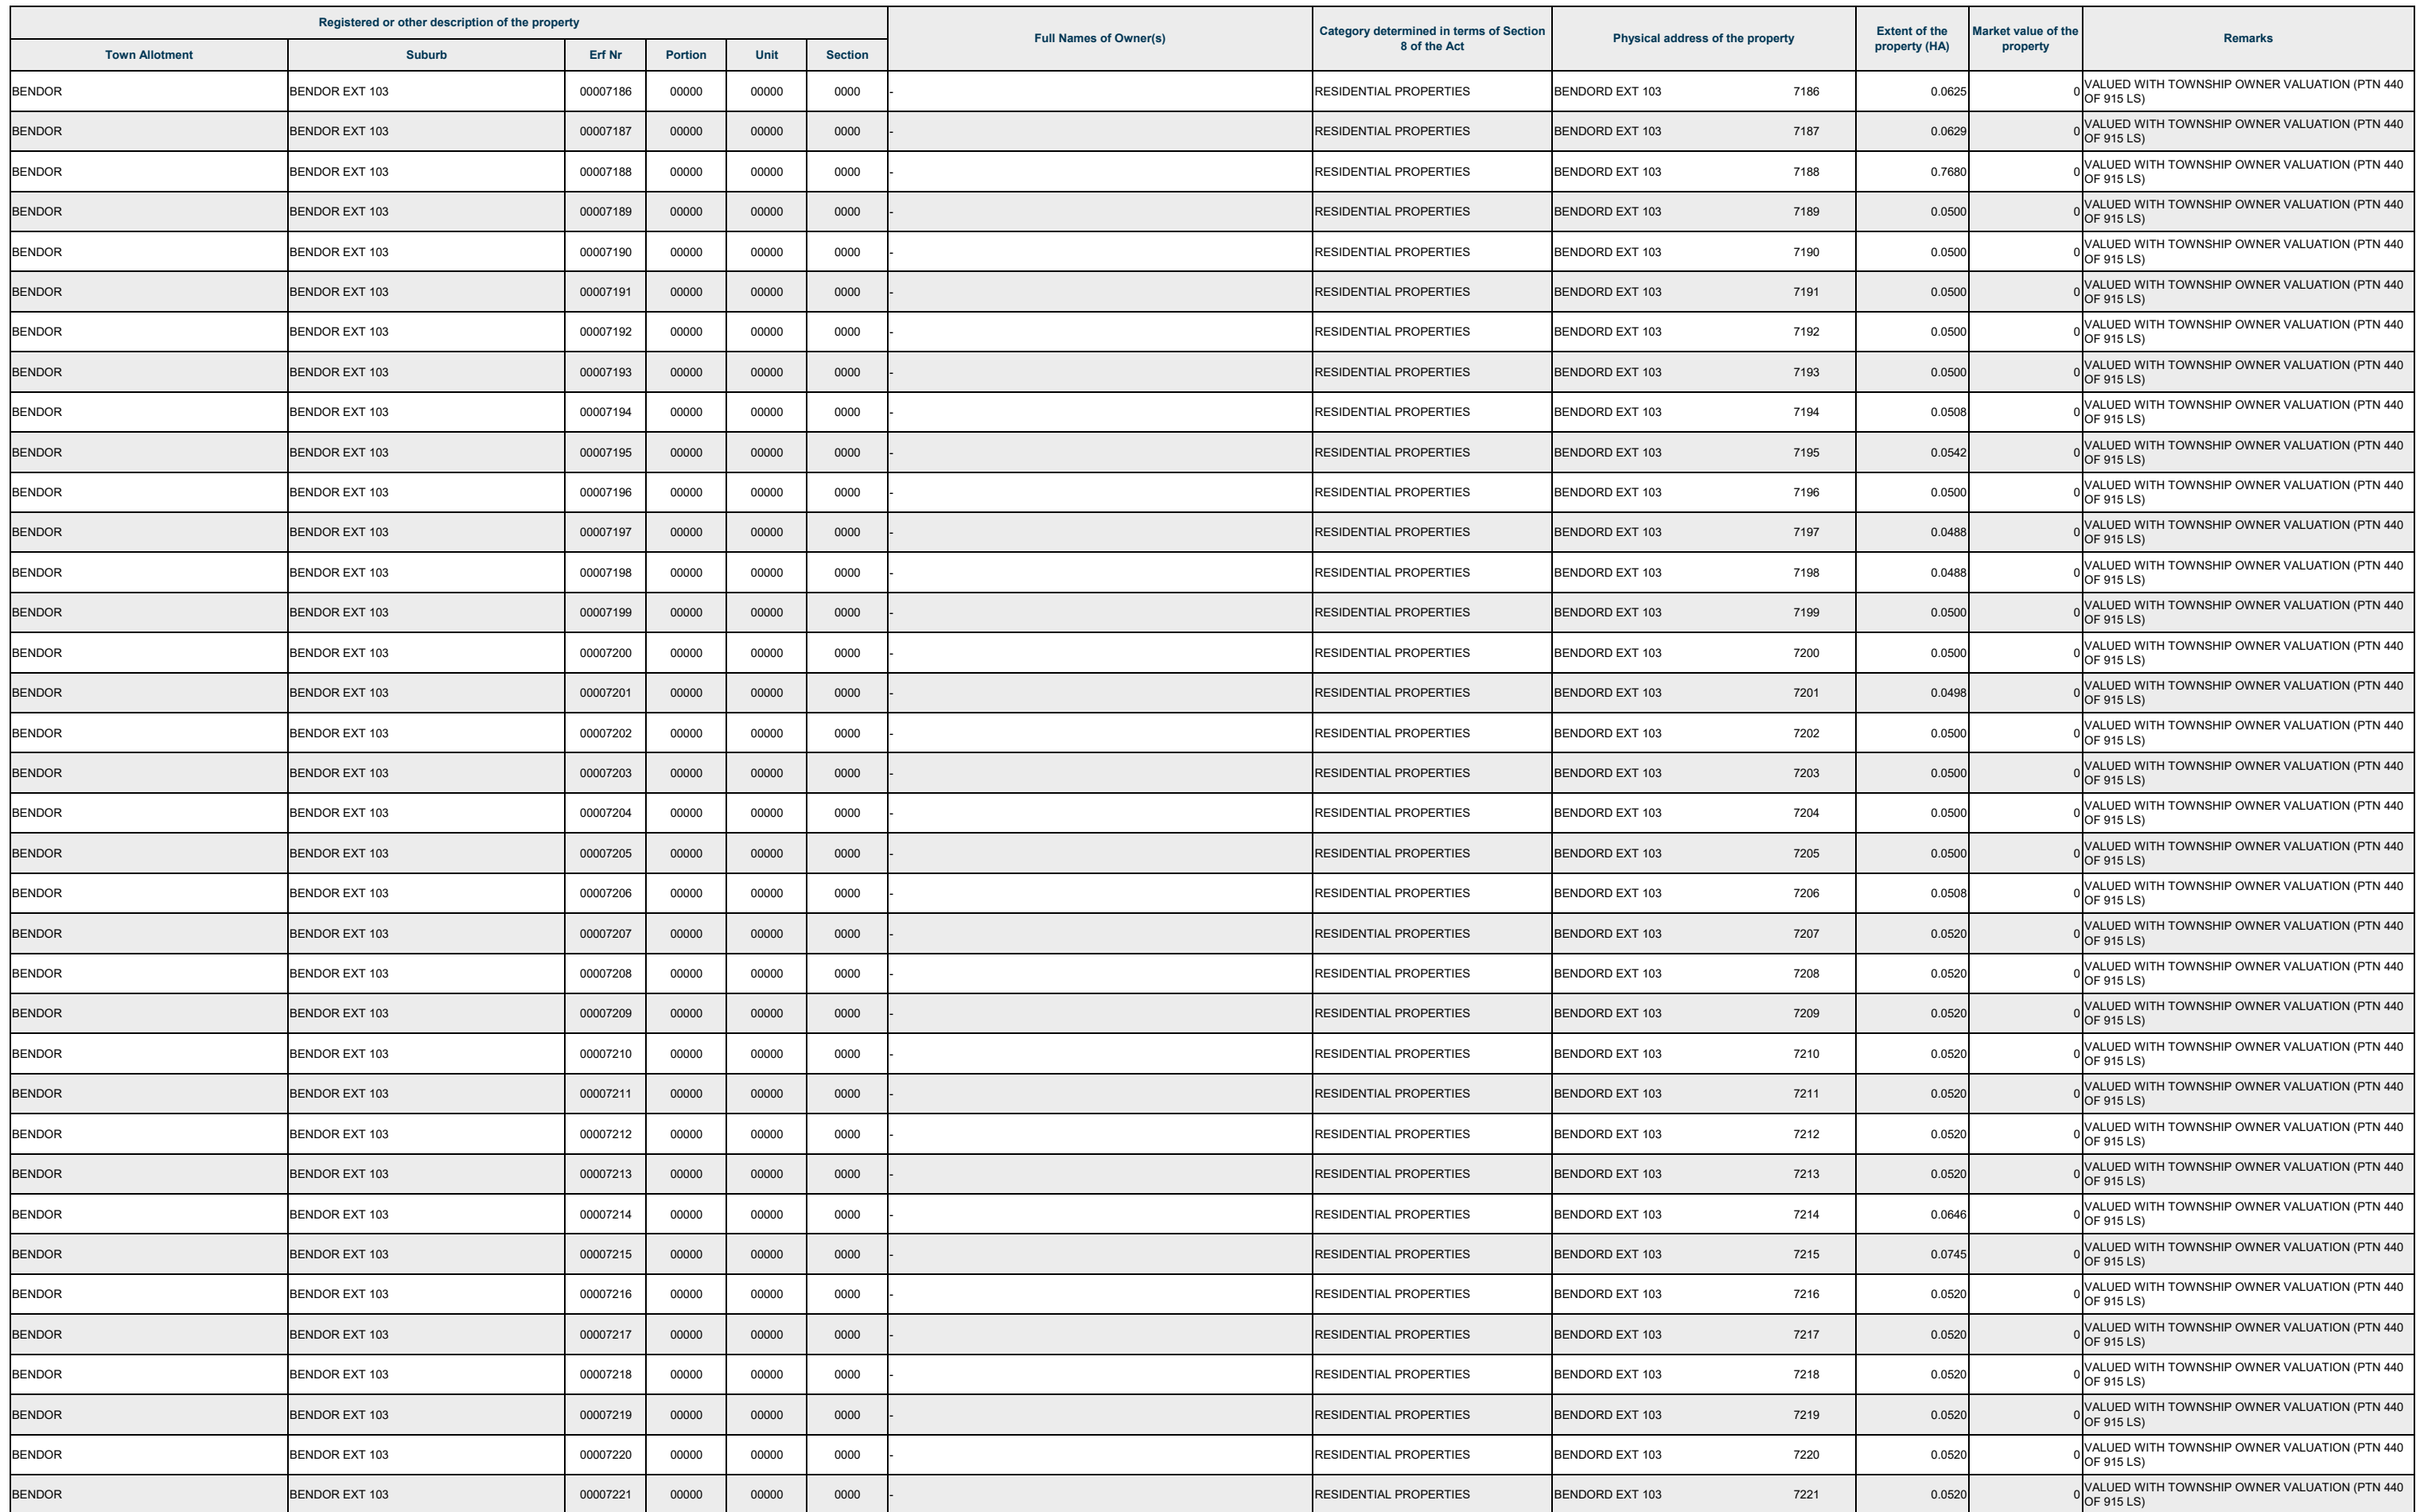 Registered or other description of the property
Full Names of Owner(s)
Category determined in terms of Section
8 of the Act
Physical address of the property
Extent of the
property (HA)
Market value of the
property
Remarks
Town Allotment Suburb Erf Nr Portion Unit Section
BENDOR BENDOR EXT 103 00007186 00000 00000 0000 - RESIDENTIAL PROPERTIES BENDORD EXT 103 7186 0.0625 0 VALUED WITH TOWNSHIP OWNER VALUATION (PTN 440
OF 915 LS)
BENDOR BENDOR EXT 103 00007187 00000 00000 0000 - RESIDENTIAL PROPERTIES BENDORD EXT 103 7187 0.0629 0 VALUED WITH TOWNSHIP OWNER VALUATION (PTN 440
OF 915 LS)
BENDOR BENDOR EXT 103 00007188 00000 00000 0000 - RESIDENTIAL PROPERTIES BENDORD EXT 103 7188 0.7680 0 VALUED WITH TOWNSHIP OWNER VALUATION (PTN 440
OF 915 LS)
BENDOR BENDOR EXT 103 00007189 00000 00000 0000 - RESIDENTIAL PROPERTIES BENDORD EXT 103 7189 0.0500 0 VALUED WITH TOWNSHIP OWNER VALUATION (PTN 440
OF 915 LS)
BENDOR BENDOR EXT 103 00007190 00000 00000 0000 - RESIDENTIAL PROPERTIES BENDORD EXT 103 7190 0.0500 0 VALUED WITH TOWNSHIP OWNER VALUATION (PTN 440
OF 915 LS)
BENDOR BENDOR EXT 103 00007191 00000 00000 0000 - RESIDENTIAL PROPERTIES BENDORD EXT 103 7191 0.0500 0 VALUED WITH TOWNSHIP OWNER VALUATION (PTN 440
OF 915 LS)
BENDOR BENDOR EXT 103 00007192 00000 00000 0000 - RESIDENTIAL PROPERTIES BENDORD EXT 103 7192 0.0500 0 VALUED WITH TOWNSHIP OWNER VALUATION (PTN 440
OF 915 LS)
BENDOR BENDOR EXT 103 00007193 00000 00000 0000 - RESIDENTIAL PROPERTIES BENDORD EXT 103 7193 0.0500 0 VALUED WITH TOWNSHIP OWNER VALUATION (PTN 440
OF 915 LS)
BENDOR BENDOR EXT 103 00007194 00000 00000 0000 - RESIDENTIAL PROPERTIES BENDORD EXT 103 7194 0.0508 0 VALUED WITH TOWNSHIP OWNER VALUATION (PTN 440
OF 915 LS)
BENDOR BENDOR EXT 103 00007195 00000 00000 0000 - RESIDENTIAL PROPERTIES BENDORD EXT 103 7195 0.0542 0 VALUED WITH TOWNSHIP OWNER VALUATION (PTN 440
OF 915 LS)
BENDOR BENDOR EXT 103 00007196 00000 00000 0000 - RESIDENTIAL PROPERTIES BENDORD EXT 103 7196 0.0500 0 VALUED WITH TOWNSHIP OWNER VALUATION (PTN 440
OF 915 LS)
BENDOR BENDOR EXT 103 00007197 00000 00000 0000 - RESIDENTIAL PROPERTIES BENDORD EXT 103 7197 0.0488 0 VALUED WITH TOWNSHIP OWNER VALUATION (PTN 440
OF 915 LS)
BENDOR BENDOR EXT 103 00007198 00000 00000 0000 - RESIDENTIAL PROPERTIES BENDORD EXT 103 7198 0.0488 0 VALUED WITH TOWNSHIP OWNER VALUATION (PTN 440
OF 915 LS)
BENDOR BENDOR EXT 103 00007199 00000 00000 0000 - RESIDENTIAL PROPERTIES BENDORD EXT 103 7199 0.0500 0 VALUED WITH TOWNSHIP OWNER VALUATION (PTN 440
OF 915 LS)
BENDOR BENDOR EXT 103 00007200 00000 00000 0000 - RESIDENTIAL PROPERTIES BENDORD EXT 103 7200 0.0500 0 VALUED WITH TOWNSHIP OWNER VALUATION (PTN 440
OF 915 LS)
BENDOR BENDOR EXT 103 00007201 00000 00000 0000 - RESIDENTIAL PROPERTIES BENDORD EXT 103 7201 0.0498 0 VALUED WITH TOWNSHIP OWNER VALUATION (PTN 440
OF 915 LS)
BENDOR BENDOR EXT 103 00007202 00000 00000 0000 - RESIDENTIAL PROPERTIES BENDORD EXT 103 7202 0.0500 0 VALUED WITH TOWNSHIP OWNER VALUATION (PTN 440
OF 915 LS)
BENDOR BENDOR EXT 103 00007203 00000 00000 0000 - RESIDENTIAL PROPERTIES BENDORD EXT 103 7203 0.0500 0 VALUED WITH TOWNSHIP OWNER VALUATION (PTN 440
OF 915 LS)
BENDOR BENDOR EXT 103 00007204 00000 00000 0000 - RESIDENTIAL PROPERTIES BENDORD EXT 103 7204 0.0500 0 VALUED WITH TOWNSHIP OWNER VALUATION (PTN 440
OF 915 LS)
BENDOR BENDOR EXT 103 00007205 00000 00000 0000 - RESIDENTIAL PROPERTIES BENDORD EXT 103 7205 0.0500 0 VALUED WITH TOWNSHIP OWNER VALUATION (PTN 440
OF 915 LS)
BENDOR BENDOR EXT 103 00007206 00000 00000 0000 - RESIDENTIAL PROPERTIES BENDORD EXT 103 7206 0.0508 0 VALUED WITH TOWNSHIP OWNER VALUATION (PTN 440
OF 915 LS)
BENDOR BENDOR EXT 103 00007207 00000 00000 0000 - RESIDENTIAL PROPERTIES BENDORD EXT 103 7207 0.0520 0 VALUED WITH TOWNSHIP OWNER VALUATION (PTN 440
OF 915 LS)
BENDOR BENDOR EXT 103 00007208 00000 00000 0000 - RESIDENTIAL PROPERTIES BENDORD EXT 103 7208 0.0520 0 VALUED WITH TOWNSHIP OWNER VALUATION (PTN 440
OF 915 LS)
BENDOR BENDOR EXT 103 00007209 00000 00000 0000 - RESIDENTIAL PROPERTIES BENDORD EXT 103 7209 0.0520 0 VALUED WITH TOWNSHIP OWNER VALUATION (PTN 440
OF 915 LS)
BENDOR BENDOR EXT 103 00007210 00000 00000 0000 - RESIDENTIAL PROPERTIES BENDORD EXT 103 7210 0.0520 0 VALUED WITH TOWNSHIP OWNER VALUATION (PTN 440
OF 915 LS)
BENDOR BENDOR EXT 103 00007211 00000 00000 0000 - RESIDENTIAL PROPERTIES BENDORD EXT 103 7211 0.0520 0 VALUED WITH TOWNSHIP OWNER VALUATION (PTN 440
OF 915 LS)
BENDOR BENDOR EXT 103 00007212 00000 00000 0000 - RESIDENTIAL PROPERTIES BENDORD EXT 103 7212 0.0520 0 VALUED WITH TOWNSHIP OWNER VALUATION (PTN 440
OF 915 LS)
BENDOR BENDOR EXT 103 00007213 00000 00000 0000 - RESIDENTIAL PROPERTIES BENDORD EXT 103 7213 0.0520 0 VALUED WITH TOWNSHIP OWNER VALUATION (PTN 440
OF 915 LS)
BENDOR BENDOR EXT 103 00007214 00000 00000 0000 - RESIDENTIAL PROPERTIES BENDORD EXT 103 7214 0.0646 0 VALUED WITH TOWNSHIP OWNER VALUATION (PTN 440
OF 915 LS)
BENDOR BENDOR EXT 103 00007215 00000 00000 0000 - RESIDENTIAL PROPERTIES BENDORD EXT 103 7215 0.0745 0 VALUED WITH TOWNSHIP OWNER VALUATION (PTN 440
OF 915 LS)
BENDOR BENDOR EXT 103 00007216 00000 00000 0000 - RESIDENTIAL PROPERTIES BENDORD EXT 103 7216 0.0520 0 VALUED WITH TOWNSHIP OWNER VALUATION (PTN 440
OF 915 LS)
BENDOR BENDOR EXT 103 00007217 00000 00000 0000 - RESIDENTIAL PROPERTIES BENDORD EXT 103 7217 0.0520 0 VALUED WITH TOWNSHIP OWNER VALUATION (PTN 440
OF 915 LS)
BENDOR BENDOR EXT 103 00007218 00000 00000 0000 - RESIDENTIAL PROPERTIES BENDORD EXT 103 7218 0.0520 0 VALUED WITH TOWNSHIP OWNER VALUATION (PTN 440
OF 915 LS)
BENDOR BENDOR EXT 103 00007219 00000 00000 0000 - RESIDENTIAL PROPERTIES BENDORD EXT 103 7219 0.0520 0 VALUED WITH TOWNSHIP OWNER VALUATION (PTN 440
OF 915 LS)
BENDOR BENDOR EXT 103 00007220 00000 00000 0000 - RESIDENTIAL PROPERTIES BENDORD EXT 103 7220 0.0520 0 VALUED WITH TOWNSHIP OWNER VALUATION (PTN 440
OF 915 LS)
BENDOR BENDOR EXT 103 00007221 00000 00000 0000 - RESIDENTIAL PROPERTIES BENDORD EXT 103 7221 0.0520 0 VALUED WITH TOWNSHIP OWNER VALUATION (PTN 440
OF 915 LS)